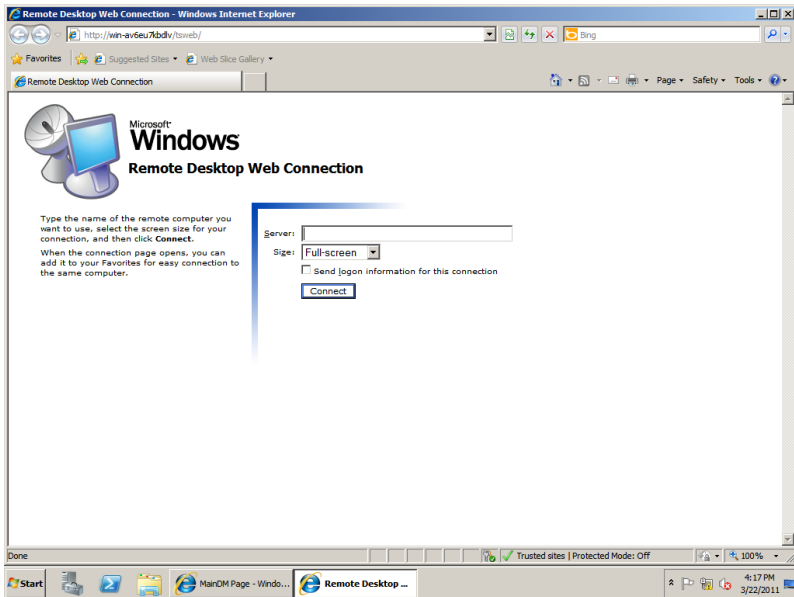 Remote Desktop Web Connection - Windows Internet Explorer
http://win-av6eu7kbdlv/tsweb/
Bing
Favorites Suggested Sites Web Slice Gallery
Remote Desktop Web Connection
Page Safety Tools
Microsoft
Windows
Remote Desktop Web Connection
Type the name of the remote computer you
want to use, select the screen size for your
connection, and then click Connect.
When the connection page opens, you can
add it to your Favorites for easy connection to
the same computer.
Server:
Size: Full-screen
Send logon information for this connection
Connect
Done
Trusted sites | Protected Mode: Off
100%
Start
MainDM Page - Windo...
Remote Desktop ...
4:17 PM
3/22/2011